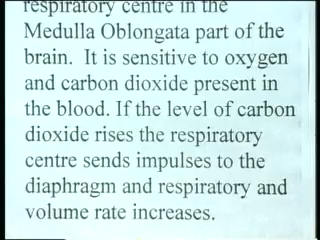 respiratory centre in the
Medulla Oblongata part of the
brain. It is sensitive to oxygen
and carbon dioxide present in
the blood. If the level of carbon
dioxide rises the respiratory
centre sends impulses to the
diaphragm and respiratory and
volume rate increases.